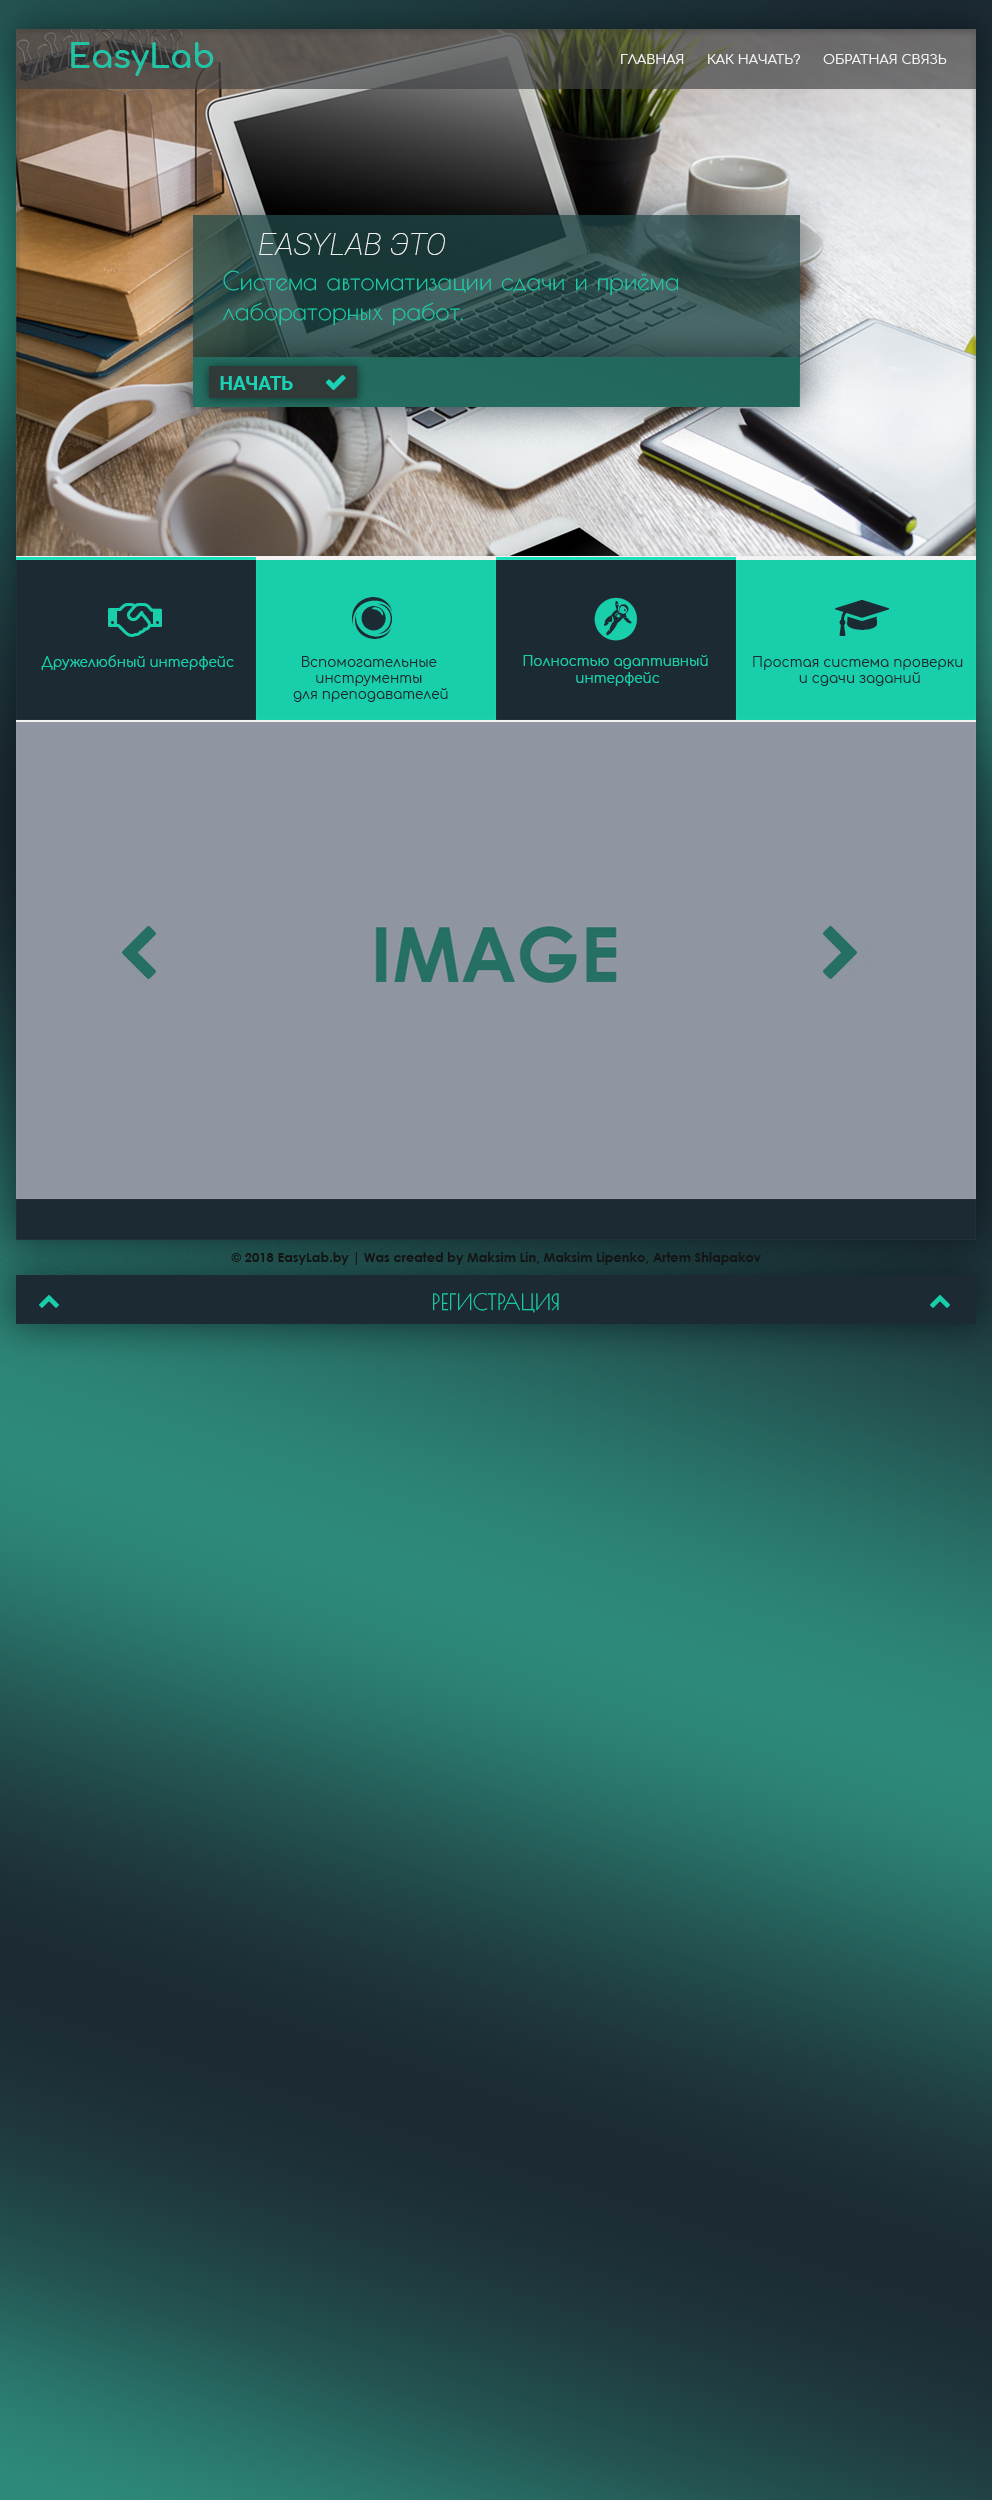 EasyLab
ГЛАВНАЯ КАК НАЧАТЬ? ОБРАТНАЯ СВЯЗЬ
EASYLAB ЭТО
Система автоматизации сдачи и приёма
лабораторных работ.
НАЧАТЬ
Дружелюбный интерфейс
Вспомогательные
инструменты
для преподавателей
Полностью адаптивный
интерфейс
Простая система проверки
и сдачи заданий
IMAGE
© 2018 EasyLab.by | Was created by Maksim Lin, Maksim Lipenko, Artem Shlapakov
РЕГИСТРАЦИЯ